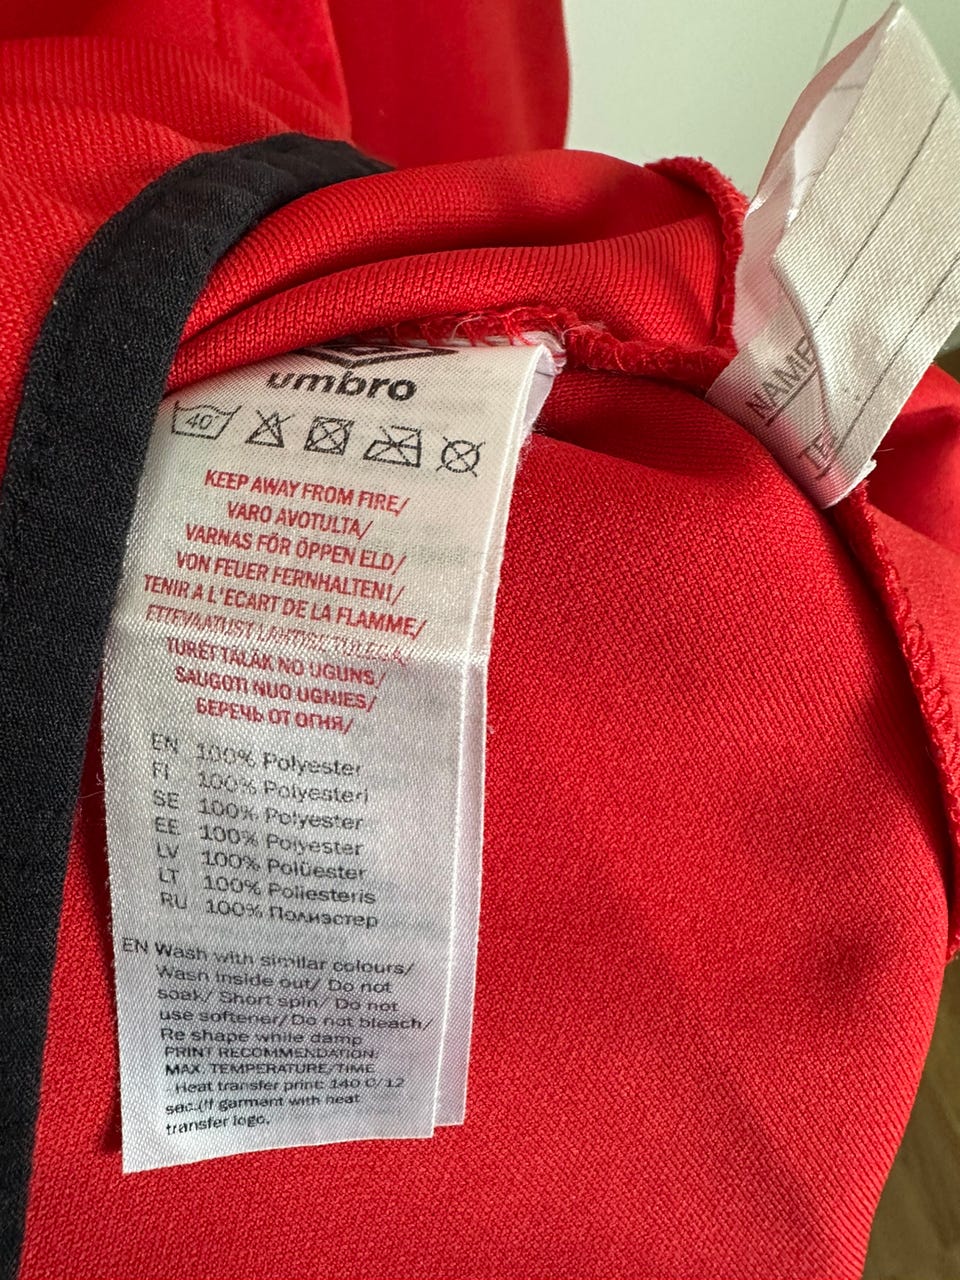 umbro
40°
KEEP AWAY FROM FIRE/
VARO AVOTULTA/
VARNAS FÖR ÖPPEN ELD/
VON FEUER FERNHALTEN!/
TENIR A L'ECART DE LA FLAMME/
TURĒT TĀLĀK NO UGUNS/
SAUGOTI NUO UGNIES/
БЕРЕЧЬ ОТ ОГНЯ/
EN 100% Polyester
FI 100% Polyesteri
SE 100% Polyester
EE 100% Polyester
LV 100% Poliester
LT 100% Poliesteris
RU 100% Полиэстер
EN Wash with similar colours/
Wash inside out/ Do not
soak/ Short spin/ Do not
use softener/Do not bleach/
Re shape while damp
PRINT RECOMMENDATION:
MAX. TEMPERATURE/TIME
Heat transfer print: 140 C/12
sec.(If garment with heat
transfer logo.
NAME